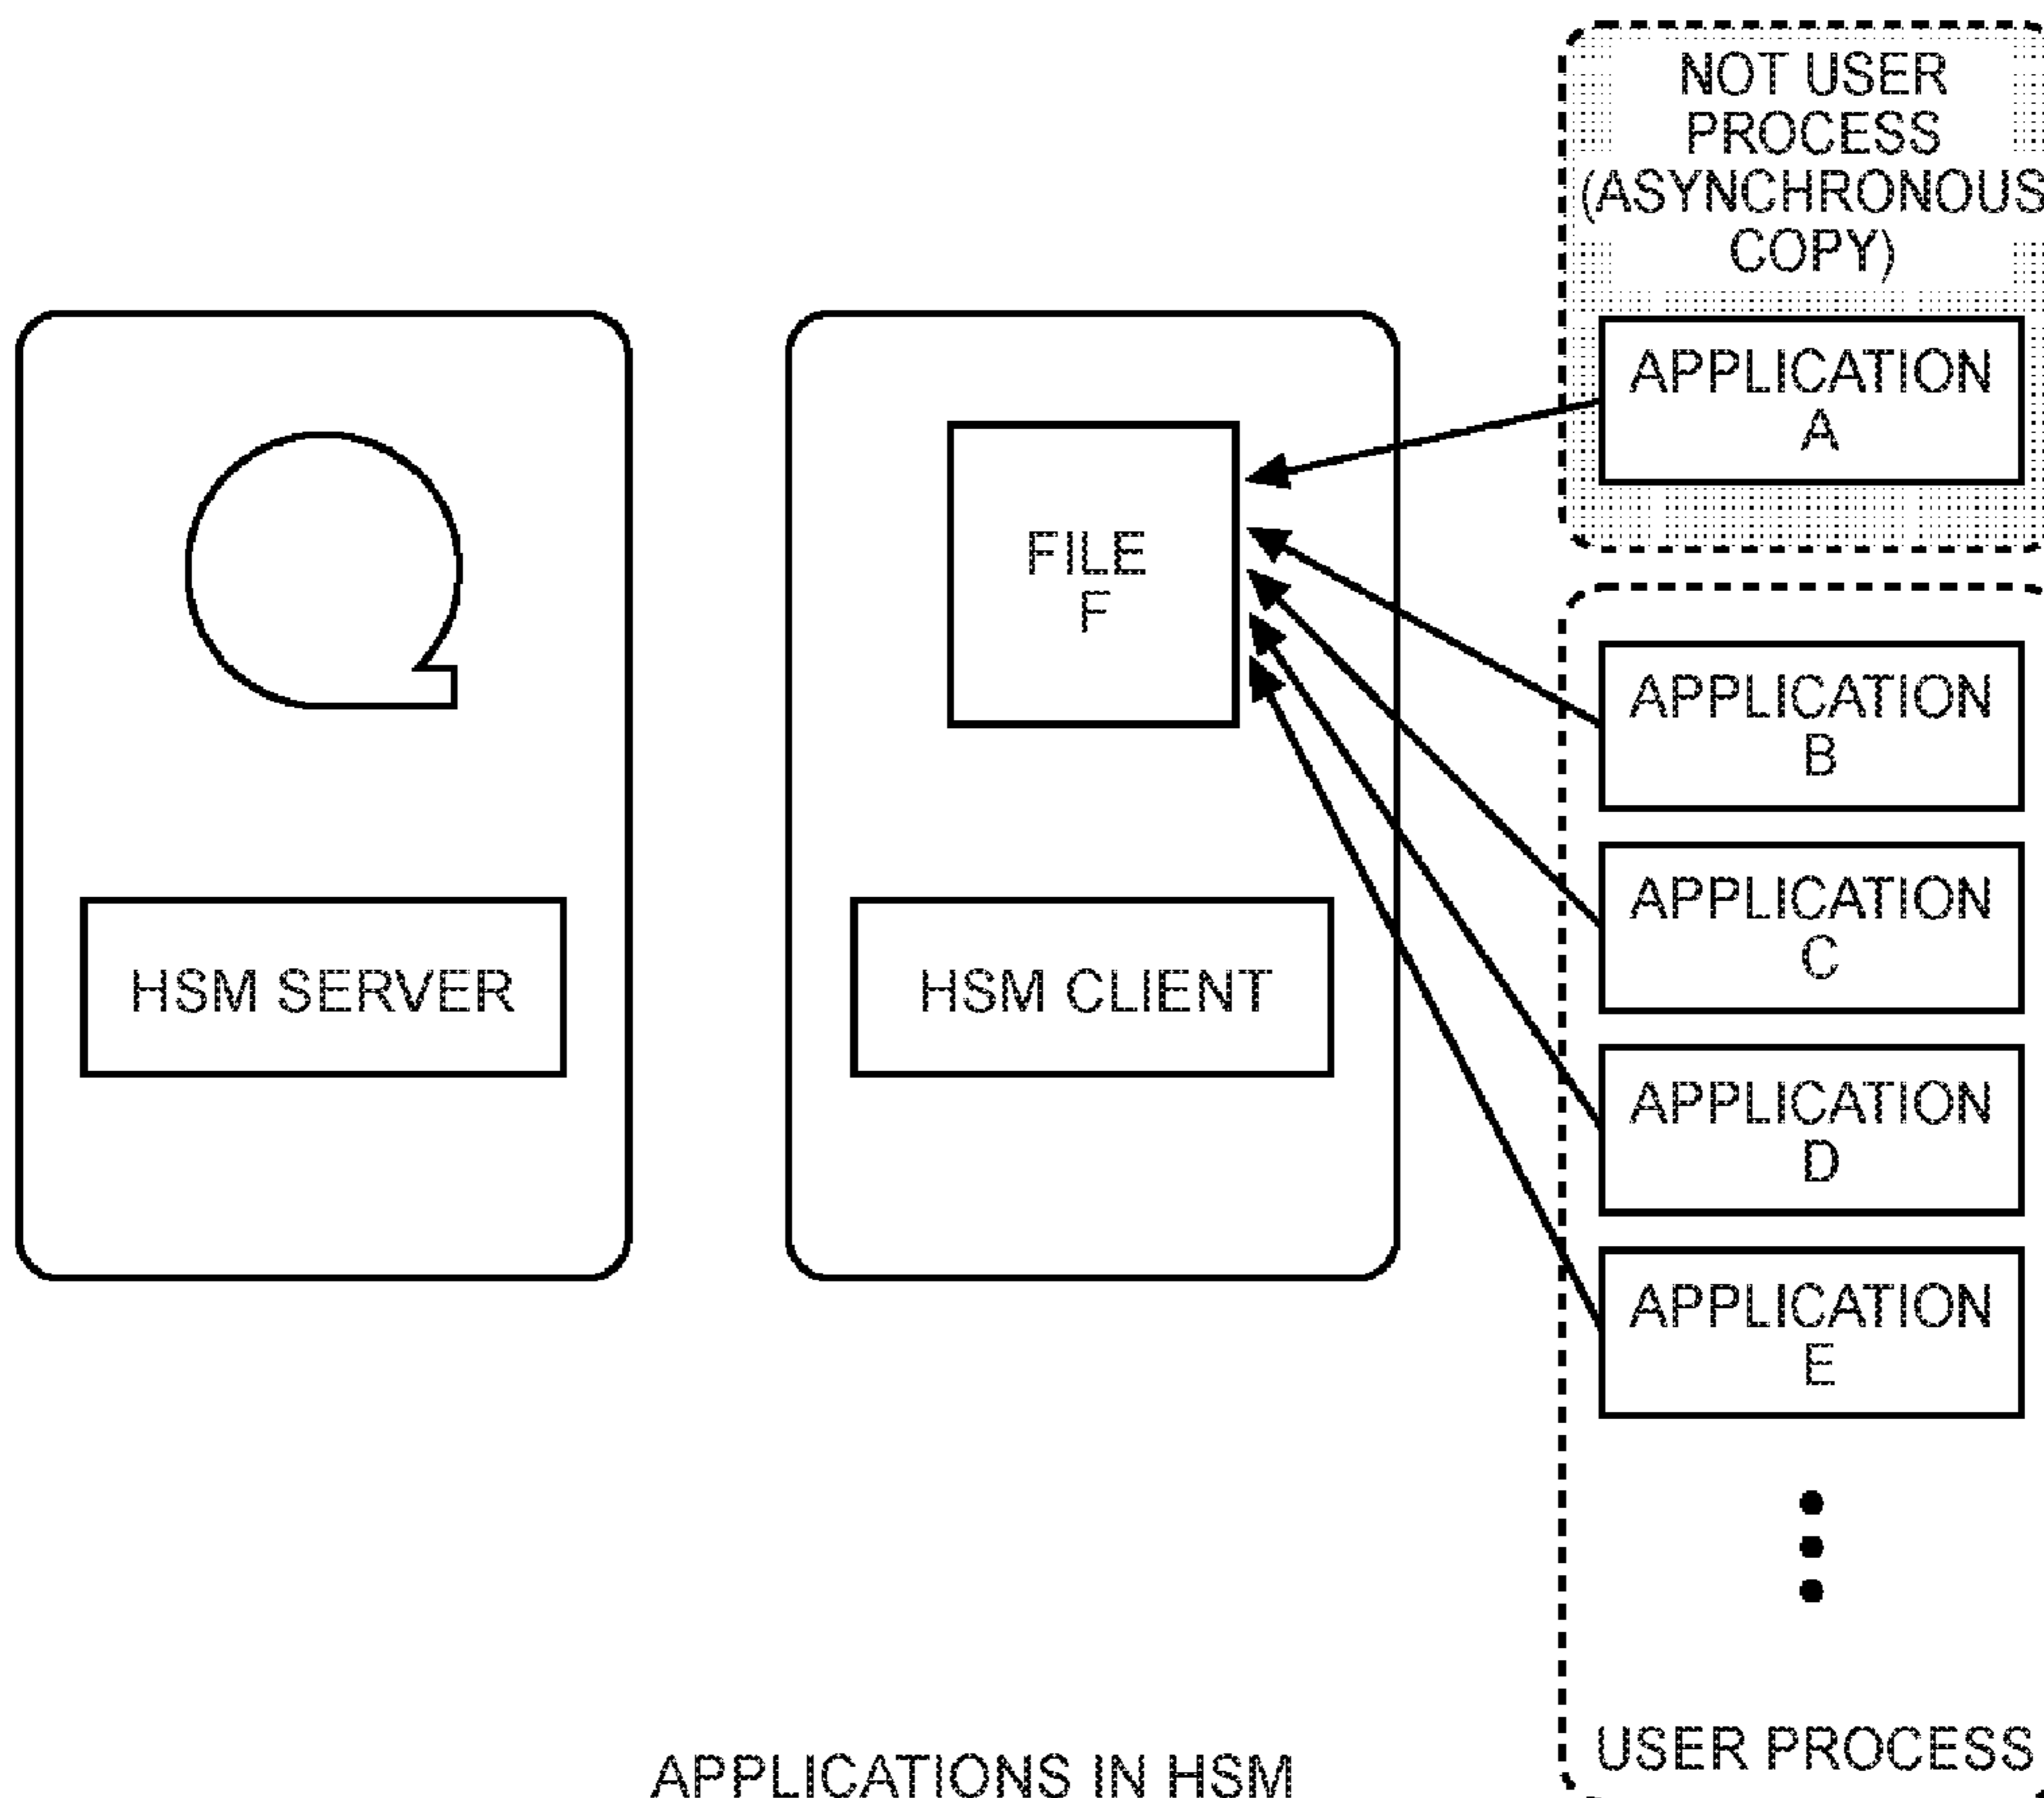 NOT USER
PROCESS
(ASYNCHRONOUS
COPY)
APPLICATION
A
FILE
F
APPLICATION
B
APPLICATION
C
HSM SERVER
HSM CLIENT
APPLICATION
D
APPLICATION
E
USER PROCESS
APPLICATIONS IN HSM